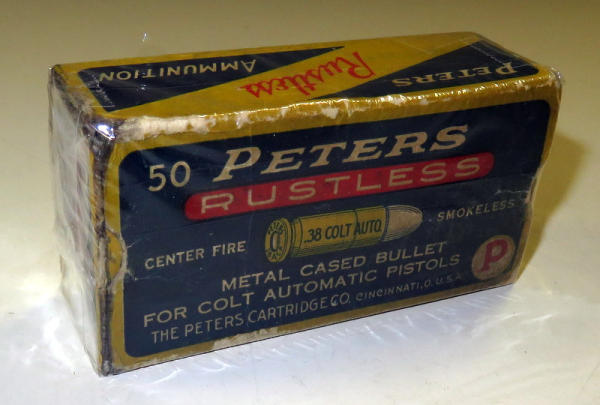 AMMUNITION
Rustless
PETERS
50 PETERS
RUSTLESS
CENTER FIRE
.38 COLT AUTO.
SMOKELESS
METAL CASED BULLET
FOR COLT AUTOMATIC PISTOLS
THE PETERS CARTRIDGE CO. CINCINNATI, O. U.S.A.
P